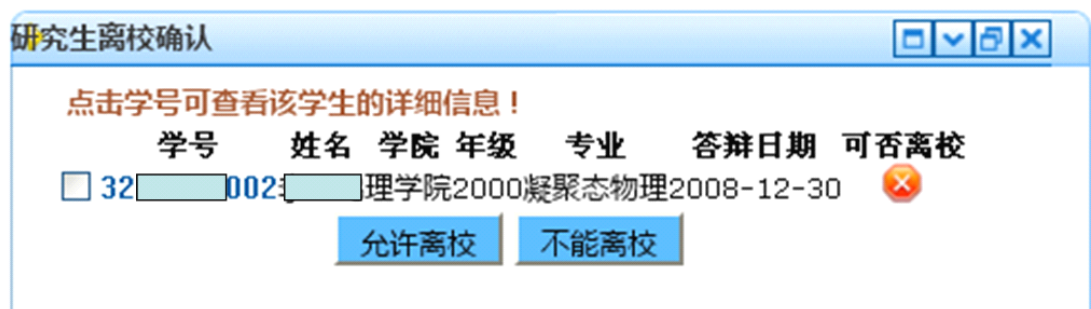 研究生离校确认
点击学号可查看该学生的详细信息！
学号 姓名 学院 年级 专业 答辩日期 可否离校
32 002 理学院2000凝聚态物理2008-12-30
允许离校 不能离校